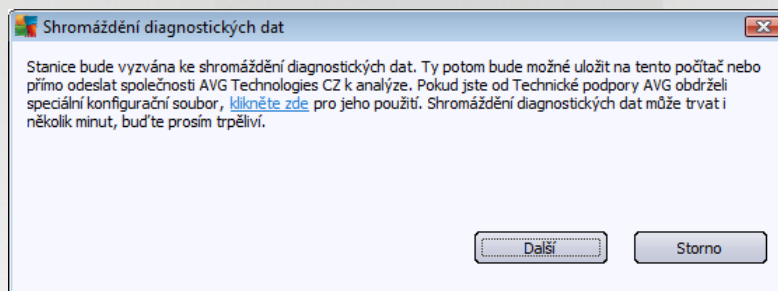 Shromáždění diagnostických dat
Stanice bude vyzvána ke shromáždění diagnostických dat. Ty potom bude možné uložit na tento počítač nebo
přímo odeslat společnosti AVG Technologies CZ k analýze. Pokud jste od Technické podpory AVG obdrželi
speciální konfigurační soubor, klikněte zde pro jeho použití. Shromáždění diagnostických dat může trvat i
několik minut, buďte prosím trpěliví.
Další Storno